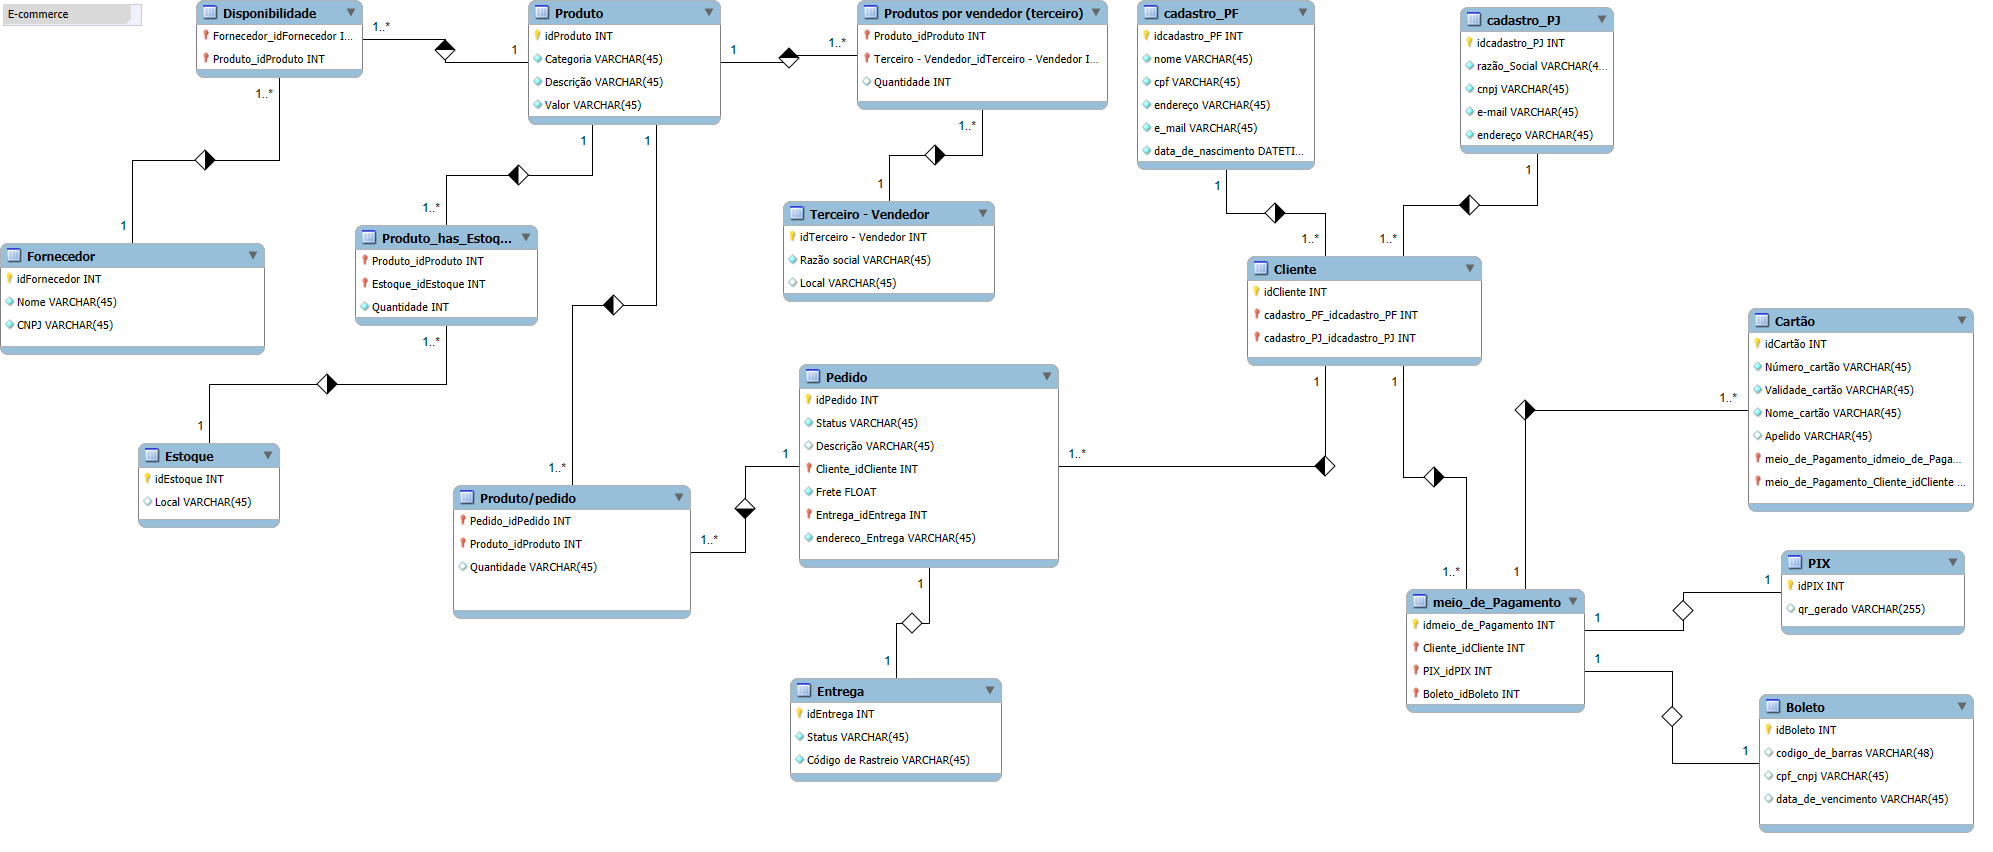 E-commerce
Disponibilidade
Fornecedor_idFornecedor I...
Produto_idProduto INT
1..*
1
1..*
1
Produto
idProduto INT
Categoria VARCHAR(45)
Descrição VARCHAR(45)
Valor VARCHAR(45)
1
1..*
1
1
Produtos por vendedor (terceiro)
Produto_idProduto INT
Terceiro - Vendedor_idTerceiro - Vendedor I...
Quantidade INT
1..*
1
cadastro_PF
idcadastro_PF INT
nome VARCHAR(45)
cpf VARCHAR(45)
endereço VARCHAR(45)
e_mail VARCHAR(45)
data_de_nascimento DATETI...
1
1..*
cadastro_PJ
idcadastro_PJ INT
razão_Social VARCHAR(4...
cnpj VARCHAR(45)
e-mail VARCHAR(45)
endereço VARCHAR(45)
1
1..*
Fornecedor
idFornecedor INT
Nome VARCHAR(45)
CNPJ VARCHAR(45)
1..*
Produto_has_Estoq...
Produto_idProduto INT
Estoque_idEstoque INT
Quantidade INT
1..*
1
Terceiro - Vendedor
idTerceiro - Vendedor INT
Razão social VARCHAR(45)
Local VARCHAR(45)
Cliente
idCliente INT
cadastro_PF_idcadastro_PF INT
cadastro_PJ_idcadastro_PJ INT
1
1
Cartão
idCartão INT
Número_cartão VARCHAR(45)
Validade_cartão VARCHAR(45)
Nome_cartão VARCHAR(45)
Apelido VARCHAR(45)
meio_de_Pagamento_idmeio_de_Paga...
meio_de_Pagamento_Cliente_idCliente ...
1..*
Estoque
idEstoque INT
Local VARCHAR(45)
1..*
Produto/pedido
Pedido_idPedido INT
Produto_idProduto INT
Quantidade VARCHAR(45)
1..*
1
Pedido
idPedido INT
Status VARCHAR(45)
Descrição VARCHAR(45)
Cliente_idCliente INT
Frete FLOAT
Entrega_idEntrega INT
endereco_Entrega VARCHAR(45)
1..*
1
1
Entrega
idEntrega INT
Status VARCHAR(45)
Código de Rastreio VARCHAR(45)
1..*
1
meio_de_Pagamento
idmeio_de_Pagamento INT
Cliente_idCliente INT
PIX_idPIX INT
Boleto_idBoleto INT
1
1
1
1
PIX
idPIX INT
qr_gerado VARCHAR(255)
Boleto
idBoleto INT
codigo_de_barras VARCHAR(48)
cpf_cnpj VARCHAR(45)
data_de_vencimento VARCHAR(45)